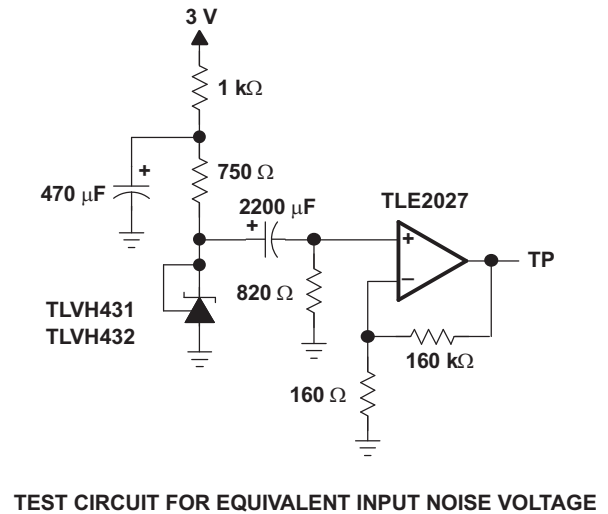 3 V
1 kΩ
470 μF
+
750 Ω
2200 μF
+
TLE2027
+
−
TP
820 Ω
TLVH431
TLVH432
160 kΩ
160 Ω
TEST CIRCUIT FOR EQUIVALENT INPUT NOISE VOLTAGE